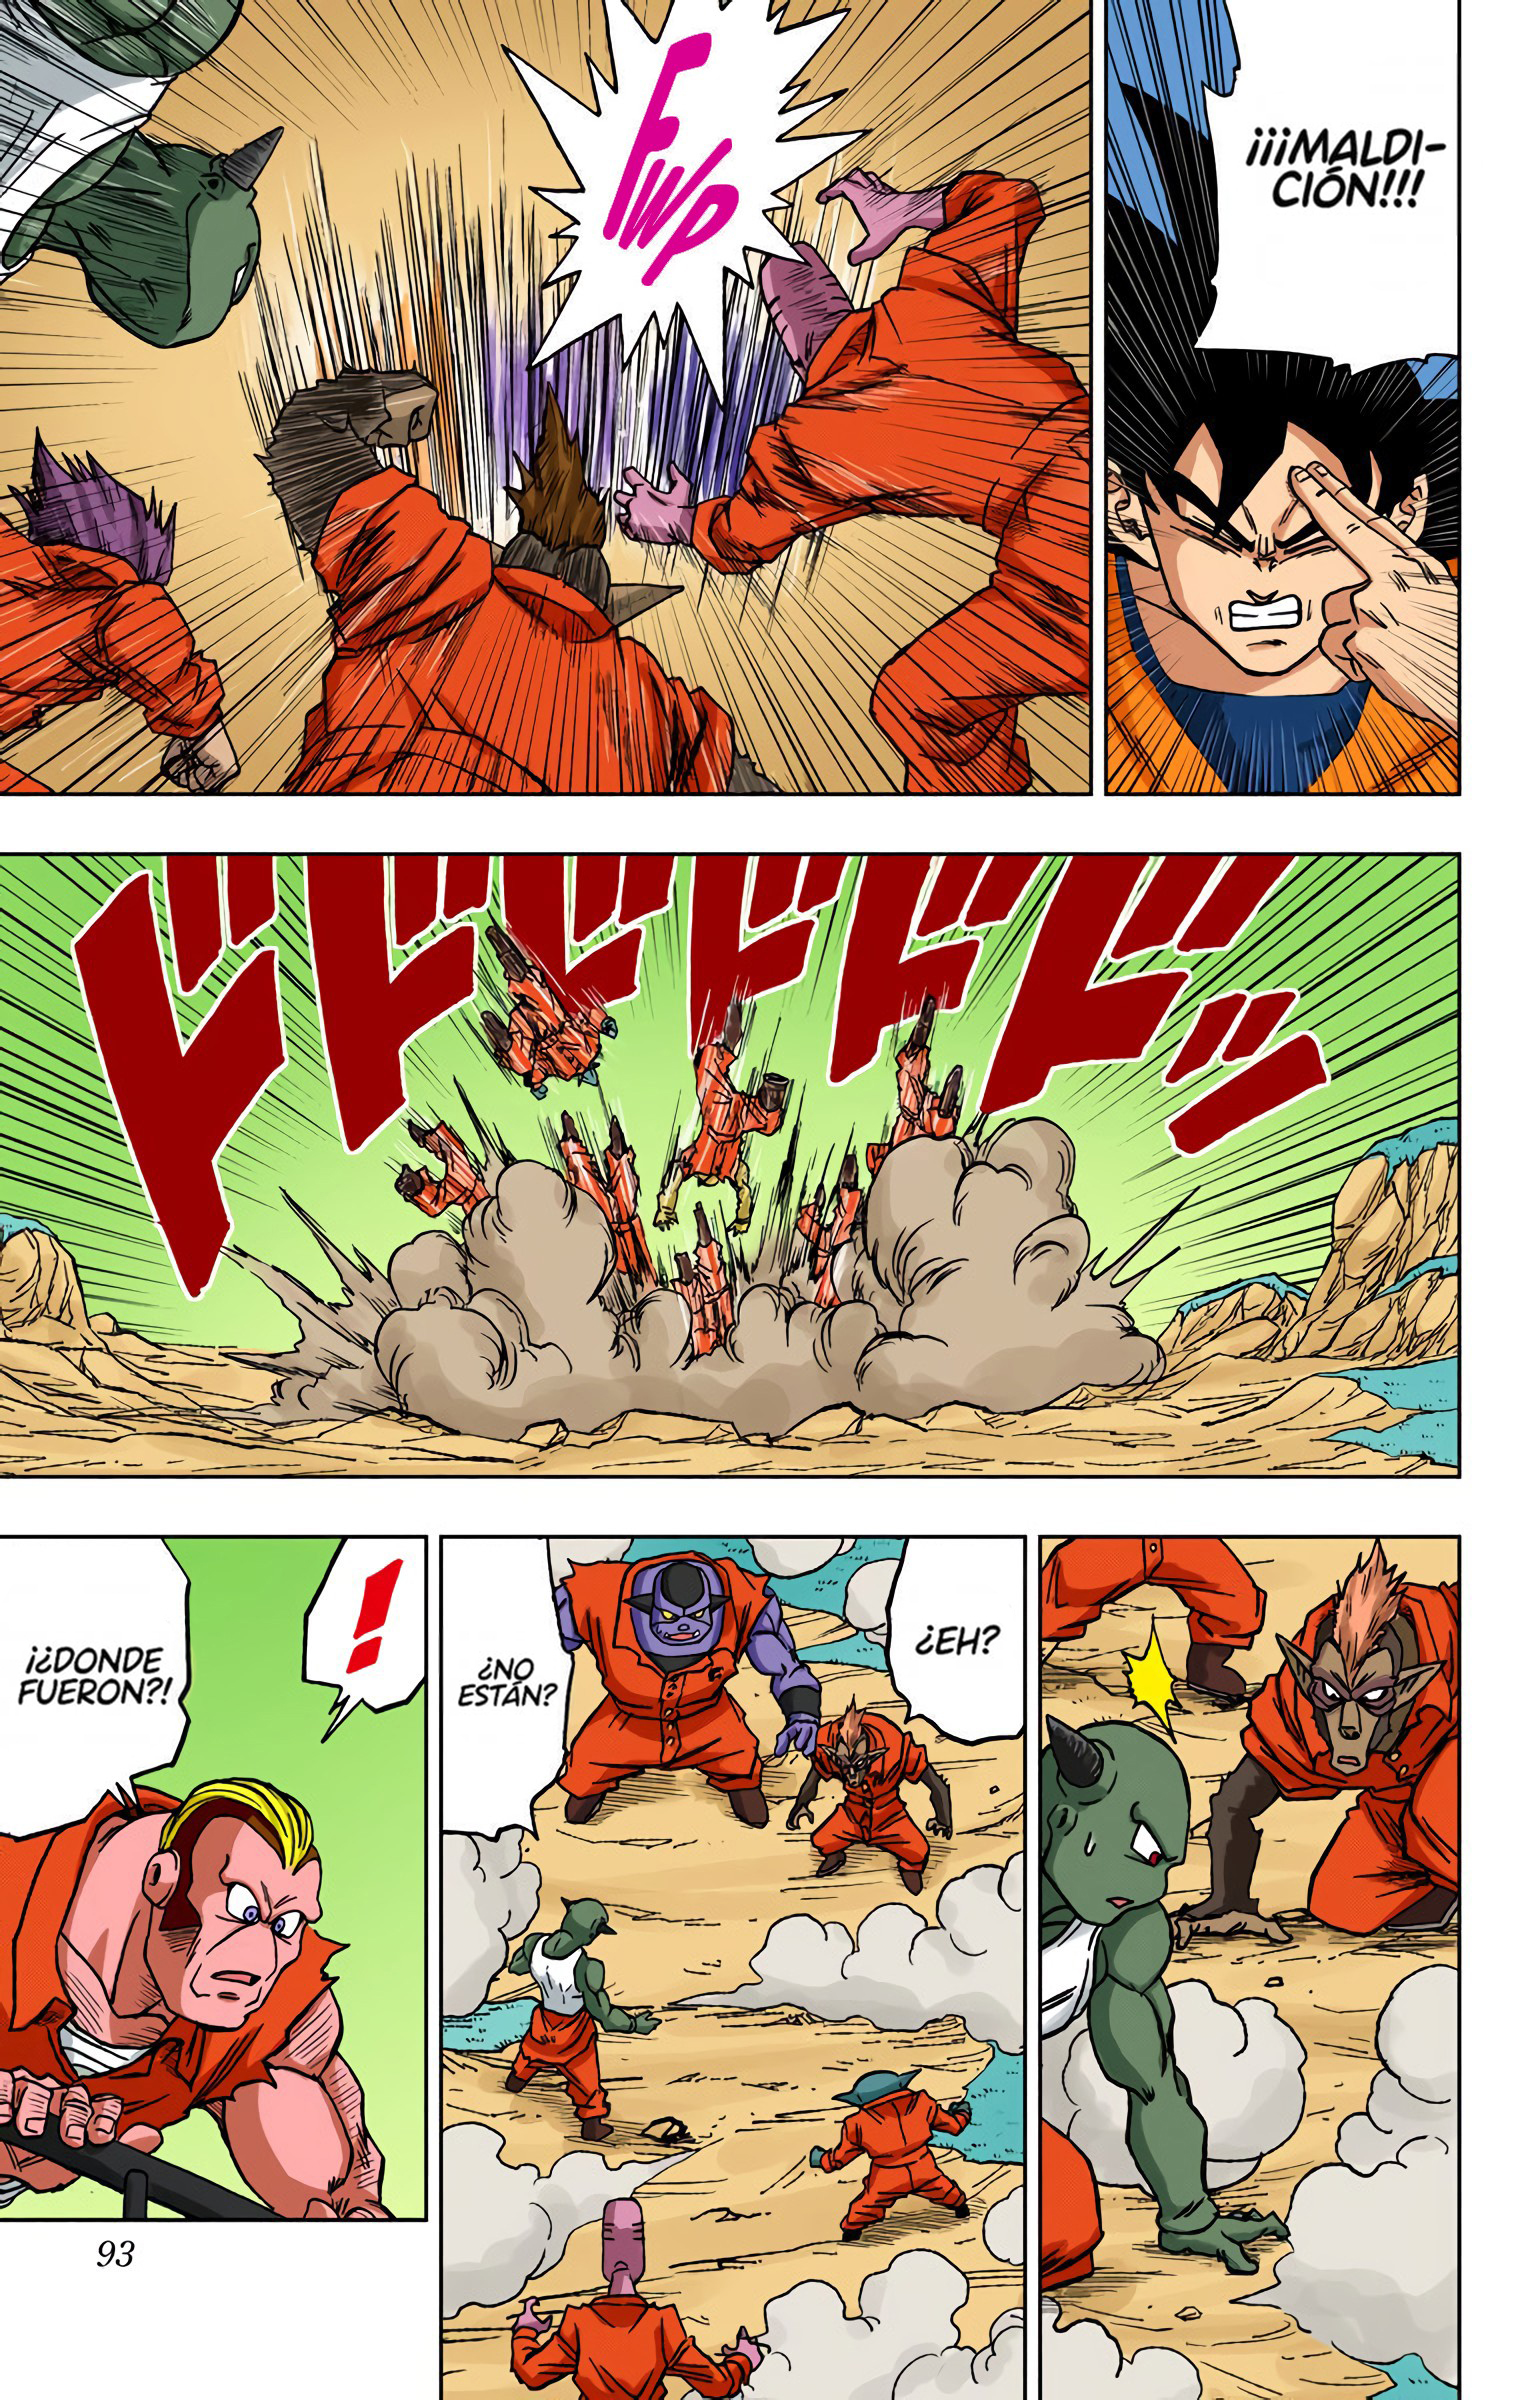 ¡¡¡MALDI-
CIÓN!!!
FWP
ドドドドドドッ
¿EH?
¿NO
ESTÁN?
!
¡¿DONDE
FUERON?!
93